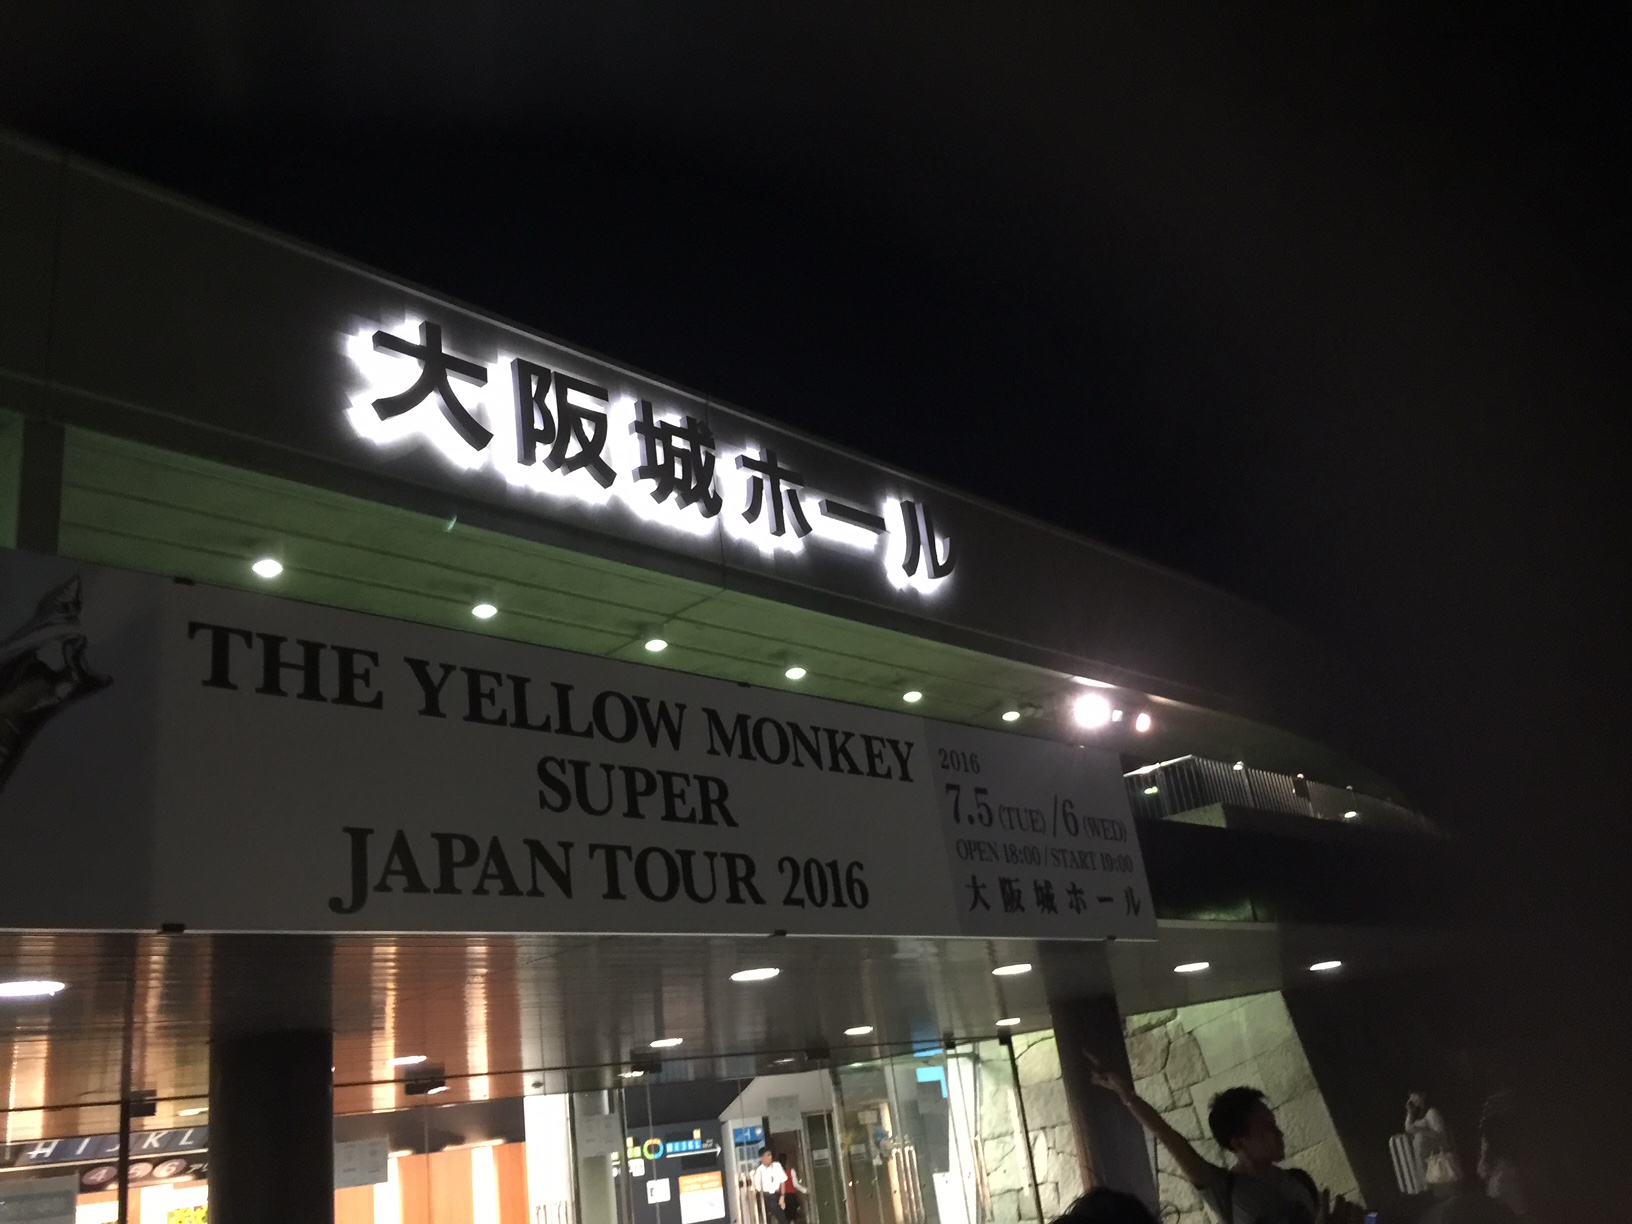 大阪城ホール
THE YELLOW MONKEY
SUPER
JAPAN TOUR 2016
2016
7.5 (TUE) / 6 (WED)
OPEN 18:00 / START 19:00
大阪城ホール
H I J K L